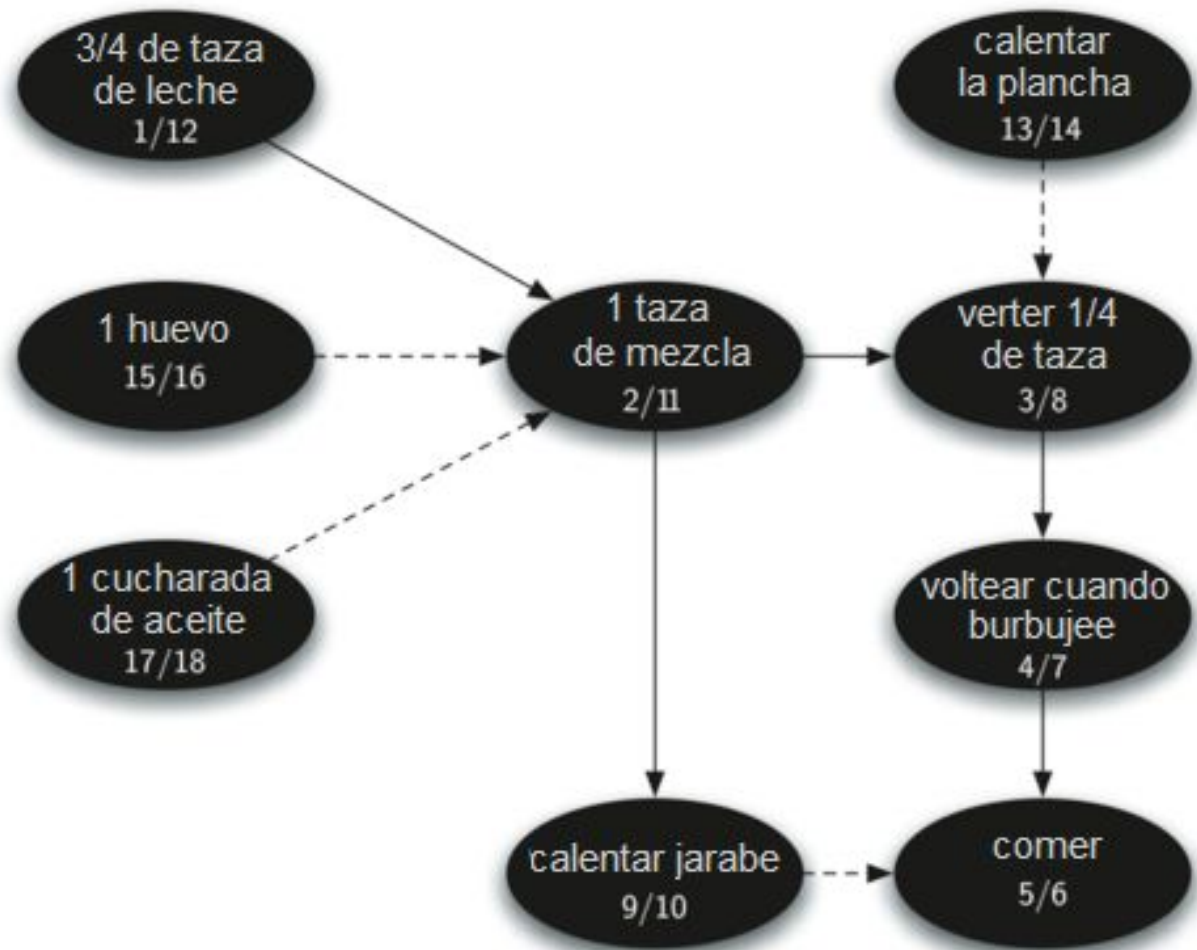 3/4 de taza
de leche
1/12
calentar
la plancha
13/14
1 huevo
15/16
1 taza
de mezcla
2/11
verter 1/4
de taza
3/8
1 cucharada
de aceite
17/18
voltear cuando
burbujee
4/7
calentar jarabe
9/10
comer
5/6